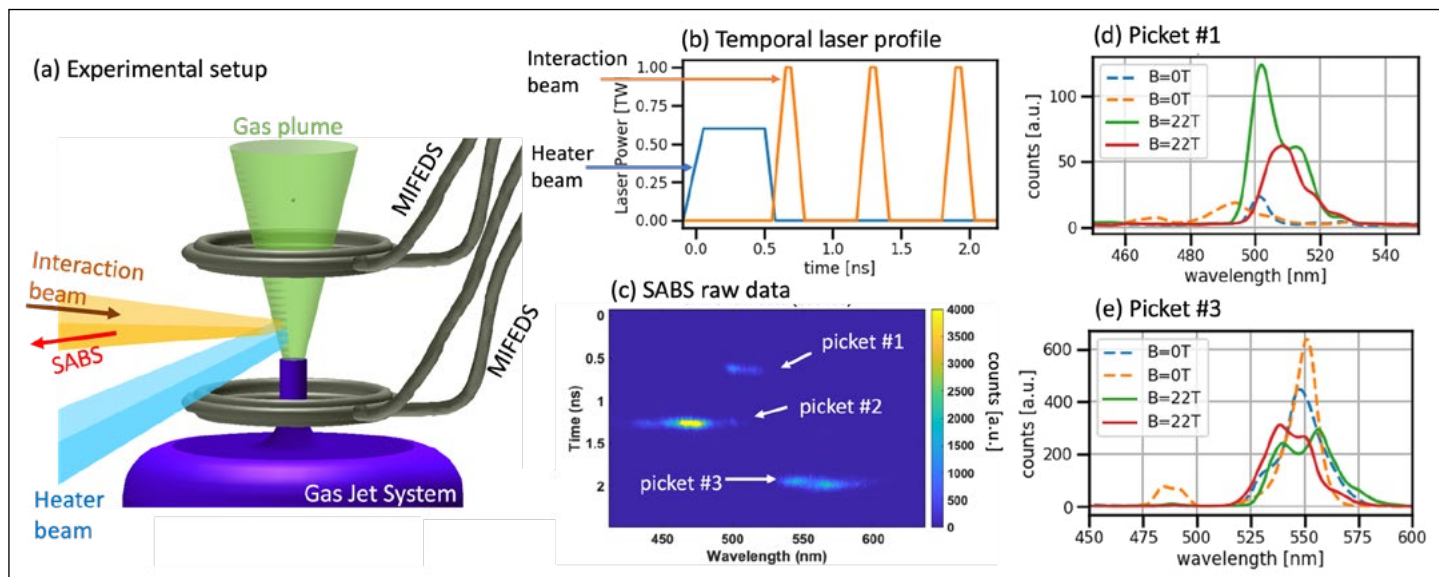 (a) Experimental setup
Gas plume
MIFEDS
MIFEDS
Interaction
beam
SABS
Heater
beam
Gas Jet System
(b) Temporal laser profile
Interaction
beam
Heater
beam
Laser Power [TW]
1.00
0.75
0.50
0.25
0.00
0.0 0.5 1.0 1.5 2.0
time [ns]
(c) SABS raw data
picket #1
picket #2
picket #3
Time (ns)
0
0.5
1
1.5
2
450 500 550 600
Wavelength (nm)
4000
3500
3000
2500
2000
1500
1000
500
0
counts [a.u.]
(d) Picket #1
B=0T
B=0T
B=22T
B=22T
counts [a.u.]
100
50
0
460 480 500 520 540
wavelength [nm]
(e) Picket #3
B=0T
B=0T
B=22T
B=22T
counts [a.u.]
600
400
200
0
450 475 500 525 550 575 600
wavelength [nm]